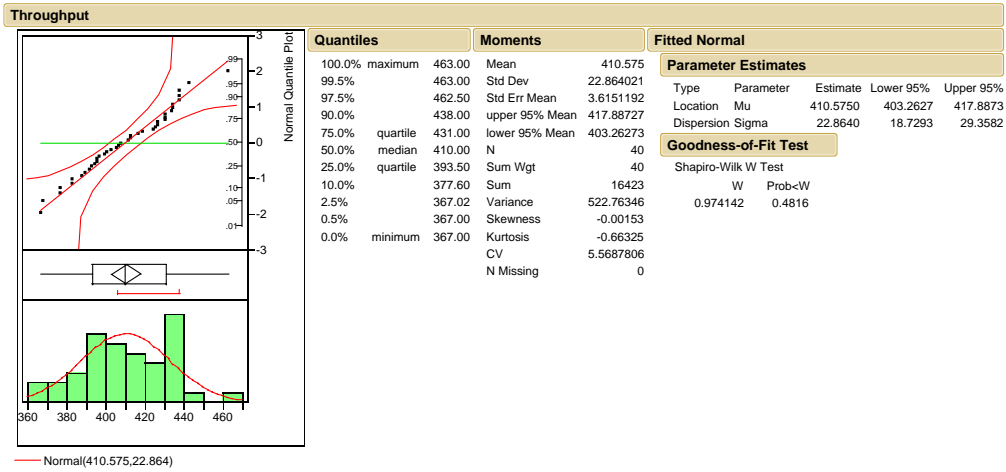 Throughput
3
2
1
0
-1
-2
-3
.99
.95
.90
.75
.50
.25
.10
.05
.01
Normal Quantile Plot
360 380 400 420 440 460
Normal(410.575,22.864)
Quantiles
100.0% maximum 463.00
99.5% 463.00
97.5% 462.50
90.0% 438.00
75.0% quartile 431.00
50.0% median 410.00
25.0% quartile 393.50
10.0% 377.60
2.5% 367.02
0.5% 367.00
0.0% minimum 367.00
Moments
Mean 410.575
Std Dev 22.864021
Std Err Mean 3.6151192
upper 95% Mean 417.88727
lower 95% Mean 403.26273
N 40
Sum Wgt 40
Sum 16423
Variance 522.76346
Skewness -0.00153
Kurtosis -0.66325
CV 5.5687806
N Missing 0
Fitted Normal
Parameter Estimates
Type Parameter Estimate Lower 95% Upper 95%
Location Mu 410.5750 403.2627 417.8873
Dispersion Sigma 22.8640 18.7293 29.3582
Goodness-of-Fit Test
Shapiro-Wilk W Test
W Prob<W
0.974142 0.4816